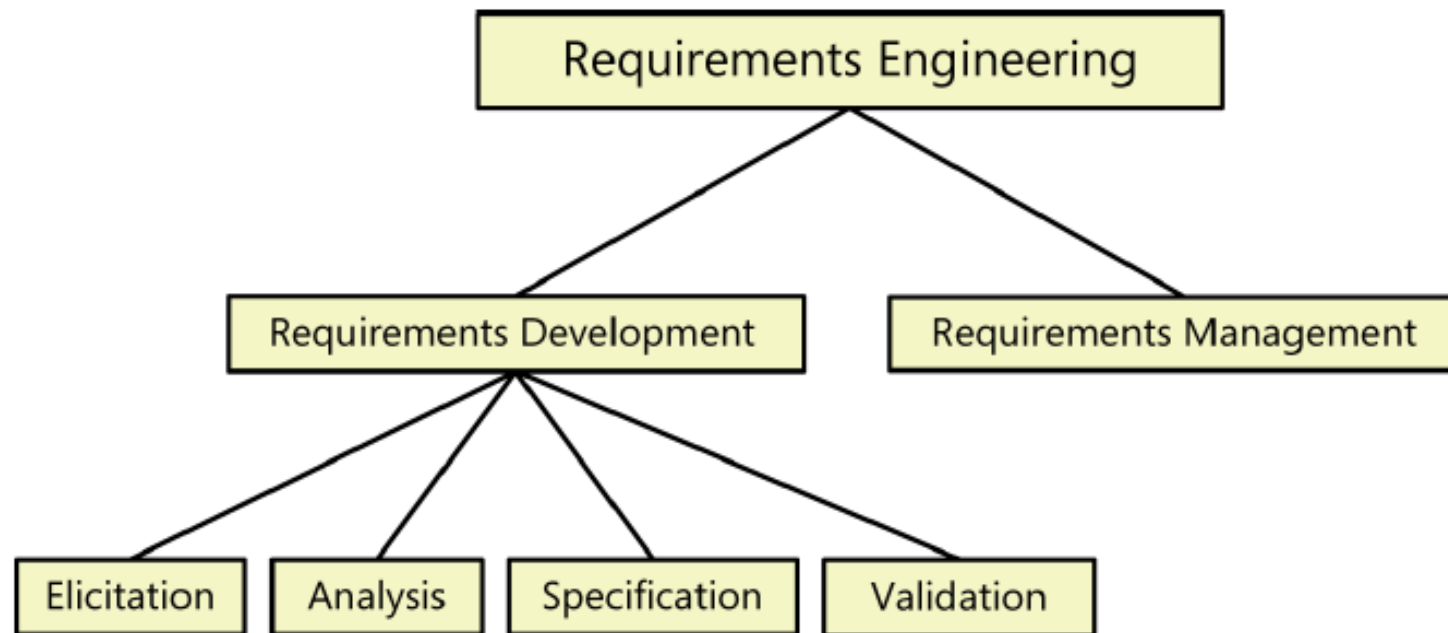 Requirements Engineering
Requirements Development
Requirements Management
Elicitation
Analysis
Specification
Validation